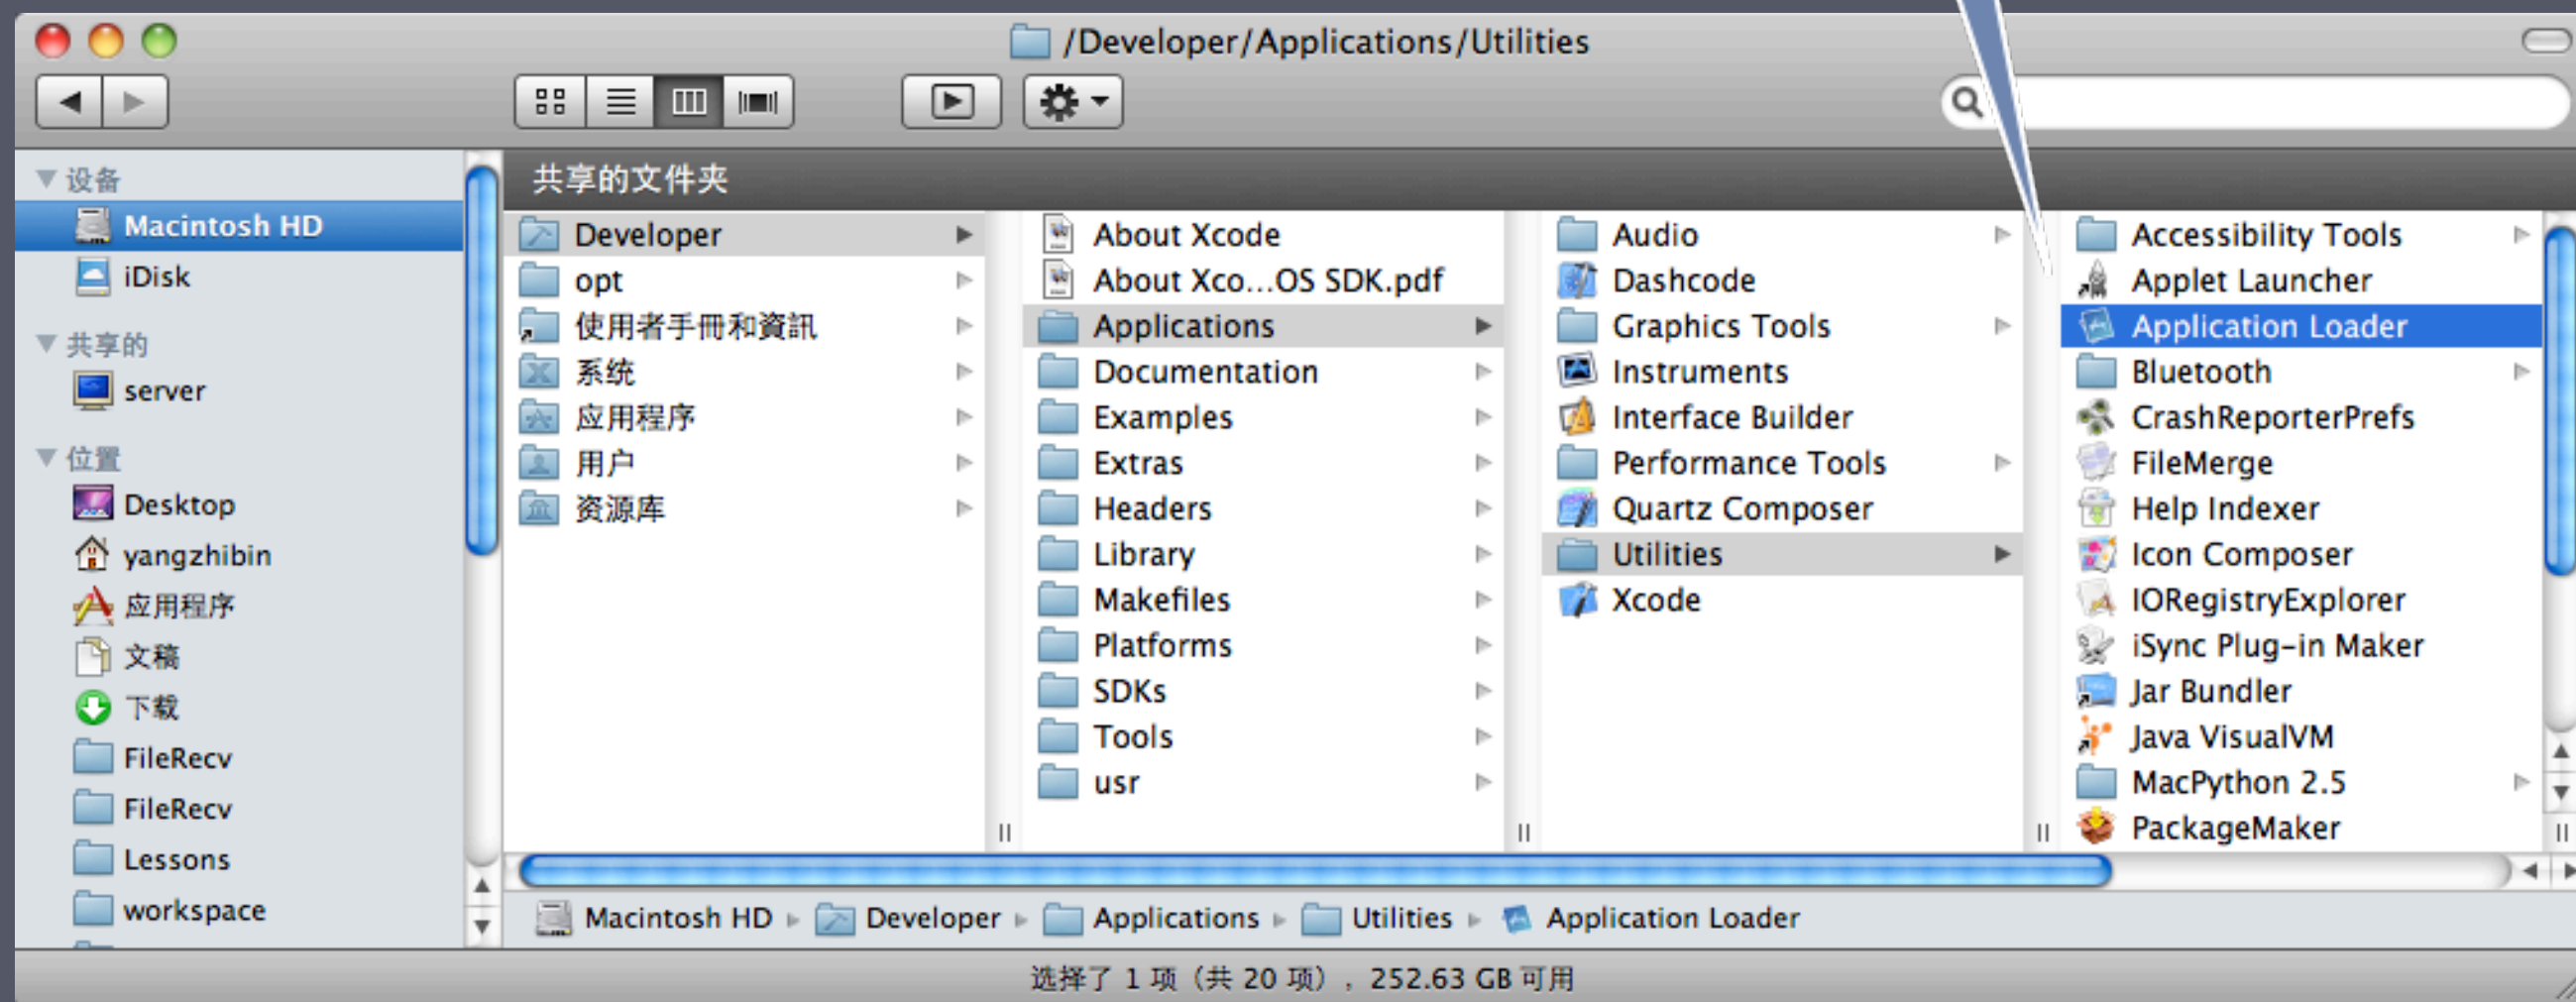 /Developer/Applications/Utilities
设备
Macintosh HD
iDisk
共享的
server
位置
Desktop
yangzhibin
应用程序
文稿
下载
FileRecv
FileRecv
Lessons
workspace
共享的文件夹
Developer
opt
使用者手冊和資訊
系统
应用程序
用户
资源库
About Xcode
About Xco...OS SDK.pdf
Applications
Documentation
Examples
Extras
Headers
Library
Makefiles
Platforms
SDKs
Tools
usr
Audio
Dashcode
Graphics Tools
Instruments
Interface Builder
Performance Tools
Quartz Composer
Utilities
Xcode
Accessibility Tools
Applet Launcher
Application Loader
Bluetooth
CrashReporterPrefs
FileMerge
Help Indexer
Icon Composer
IORegistryExplorer
iSync Plug-in Maker
Jar Bundler
Java VisualVM
MacPython 2.5
PackageMaker
Macintosh HD ▸ Developer ▸ Applications ▸ Utilities ▸ Application Loader
选择了 1 项（共 20 项），252.63 GB 可用